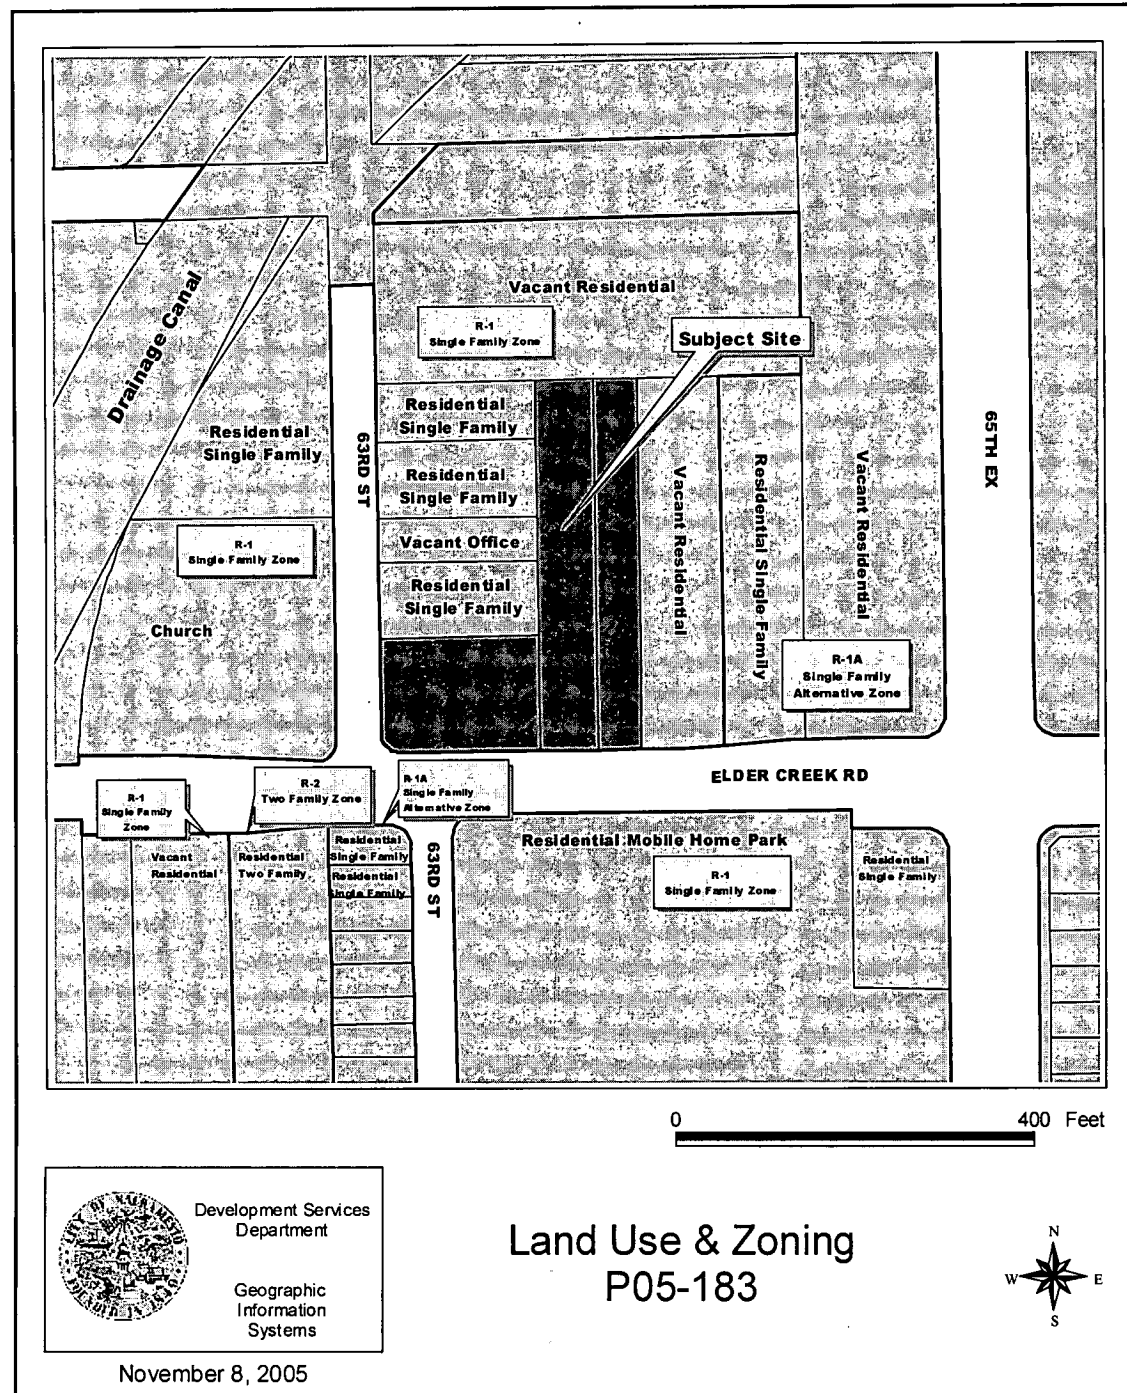 Vacant Residential
R-1
Single Family Zone
Subject Site
Drainage Canal
Residential
Single Family
63RD ST
Residential
Single Family
Residential
Single Family
Vacant Office
Residential
Single Family
Vacant Residential
Residential Single Family
Vacant Residential
65TH EX
R-1
Single Family Zone
Church
R-1A
Single Family
Alternative Zone
ELDER CREEK RD
R-1
Single Family
Zone
R-2
Two Family Zone
R-1A
Single Family
Alternative Zone
Vacant
Residential
Residential
Two Family
Residential
Single Family
Residential
Single Family
63RD ST
Residential Mobile Home Park
R-1
Single Family Zone
Residential
Single Family
0 400 Feet
CITY OF SACRAMENTO
Development Services
Department
Geographic
Information
Systems
Land Use & Zoning
P05-183
N
W E
S
November 8, 2005